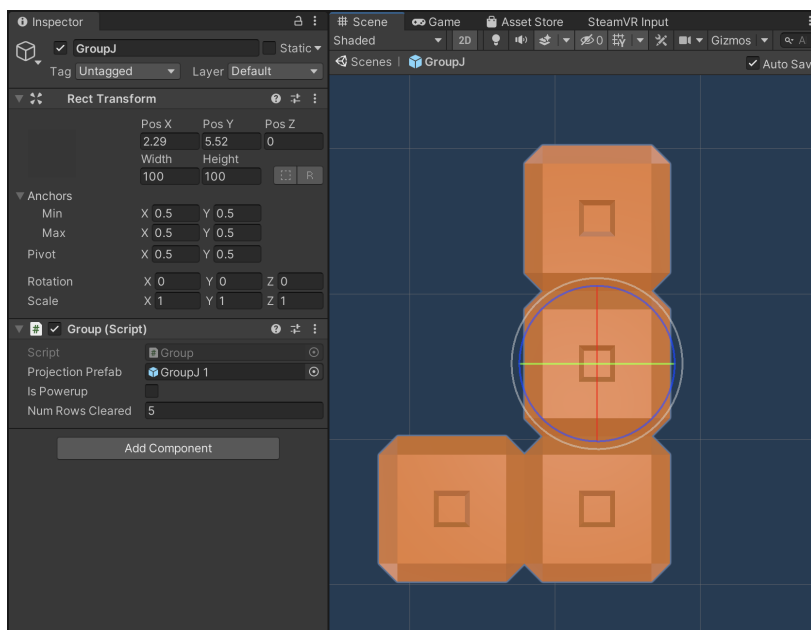 Inspector
# Scene Game Asset Store SteamVR Input
GroupJ Static
Shaded 2D 0 Gizmos A
Tag Untagged Layer Default
Scenes | GroupJ Auto Sav
Rect Transform
Pos X Pos Y Pos Z
2.29 5.52 0
Width Height
100 100 R
Anchors
Min X 0.5 Y 0.5
Max X 0.5 Y 0.5
Pivot X 0.5 Y 0.5
Rotation X 0 Y 0 Z 0
Scale X 1 Y 1 Z 1
# Group (Script)
Script Group
Projection Prefab GroupJ 1
Is Powerup
Num Rows Cleared 5
Add Component